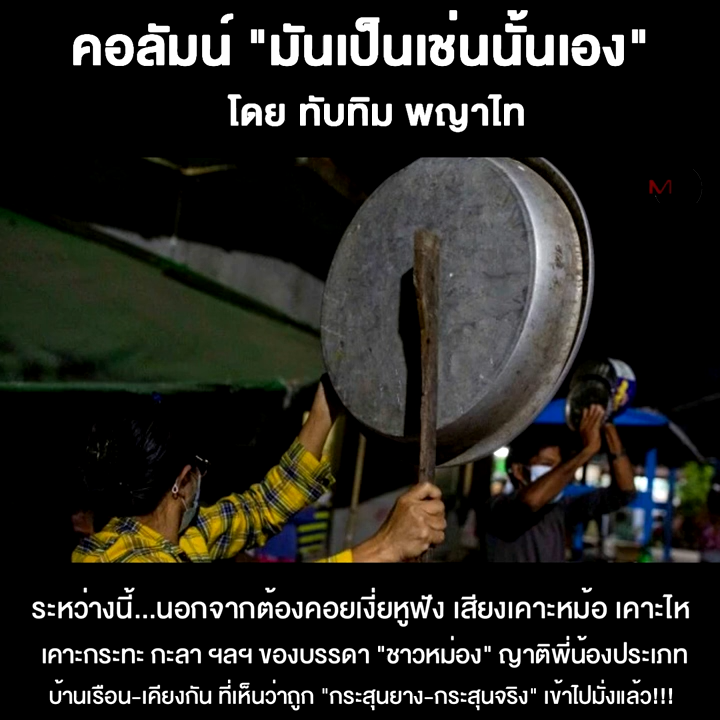 คอลัมน์ "มันเป็นเช่นนั้นเอง"
โดย ทับทิม พญาไท
M
ระหว่างนี้...นอกจากต้องคอยเงี่ยหูฟัง เสียงเคาะหม้อ เคาะไห
เคาะกระทะ กะลา ฯลฯ ของบรรดา "ชาวหม่อง" ญาติพี่น้องประเภท
บ้านเรือน-เคียงกัน ที่เห็นว่าถูก "กระสุนยาง-กระสุนจริง" เข้าไปมั่งแล้ว!!!